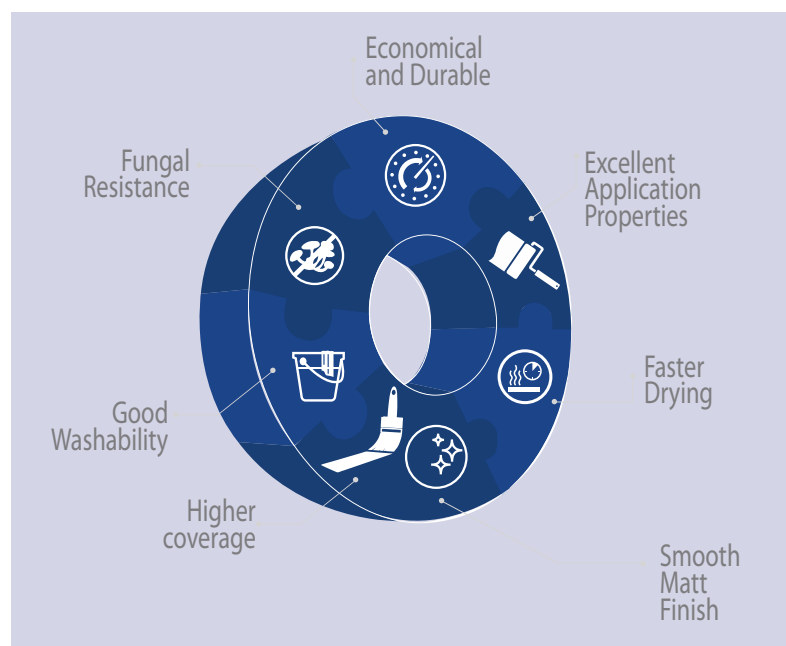 Economical
and Durable
Fungal
Resistance
Excellent
Application
Properties
Faster
Drying
Good
Washability
Higher
coverage
Smooth
Matt
Finish